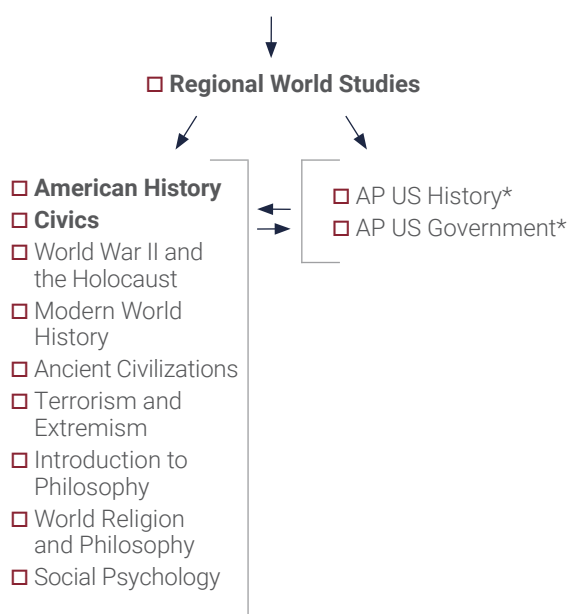 Regional World Studies
American History
Civics
World War II and
the Holocaust
Modern World
History
Ancient Civilizations
Terrorism and
Extremism
Introduction to
Philosophy
World Religion
and Philosophy
Social Psychology
AP US History*
AP US Government*